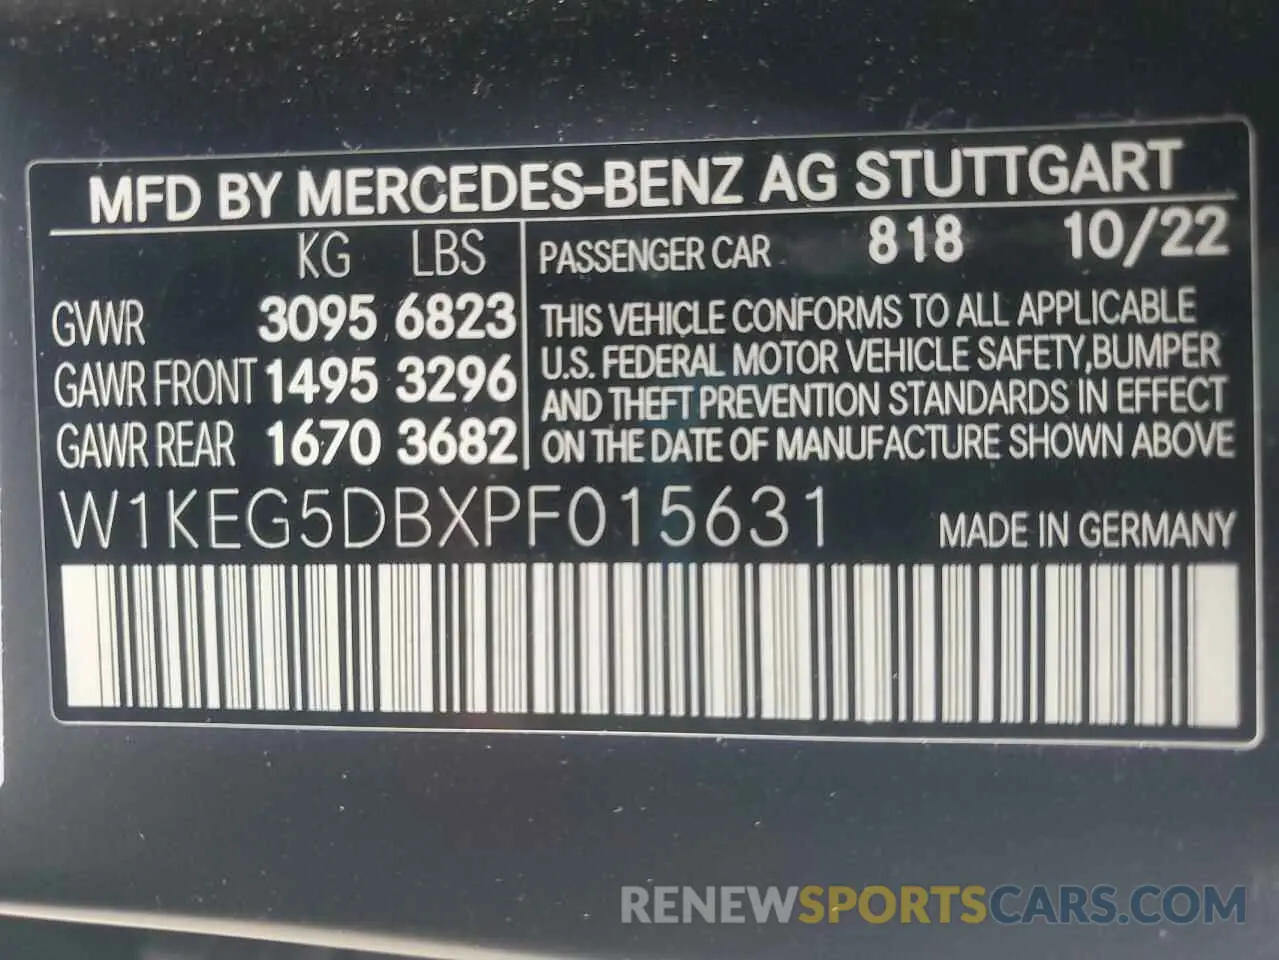 MFD BY MERCEDES-BENZ AG STUTTGART
KG LBS
GVWR 3095 6823
GAWR FRONT 1495 3296
GAWR REAR 1670 3682
PASSENGER CAR 818 10/22
THIS VEHICLE CONFORMS TO ALL APPLICABLE
U.S. FEDERAL MOTOR VEHICLE SAFETY,BUMPER
AND THEFT PREVENTION STANDARDS IN EFFECT
ON THE DATE OF MANUFACTURE SHOWN ABOVE
W1KEG5DBXPF015631 MADE IN GERMANY
RENEWSPORTSCARS.COM